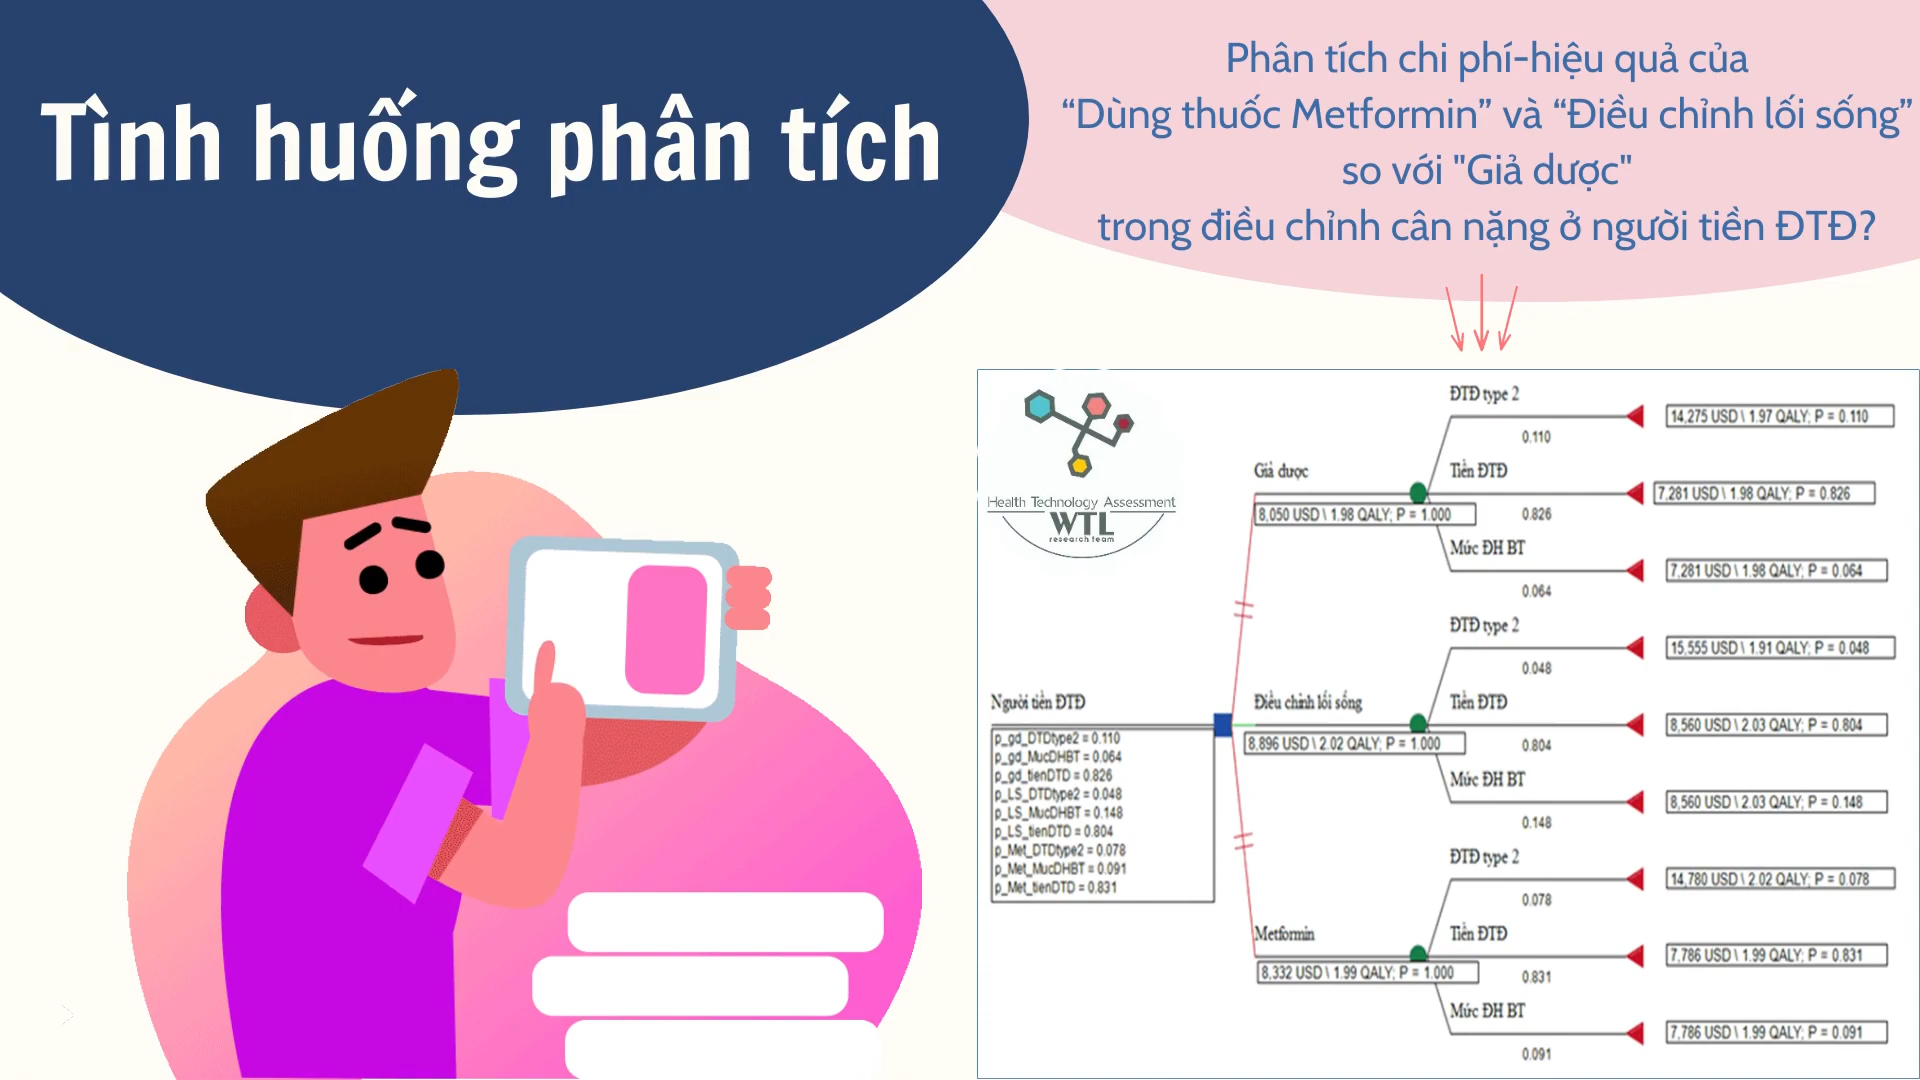 Tình huống phân tích
Phân tích chi phí-hiệu quả của
“Dùng thuốc Metformin” và “Điều chỉnh lối sống”
so với "Giả dược"
trong điều chỉnh cân nặng ở người tiền ĐTĐ?
Health Technology Assessment
WTL
research team
Người tiền ĐTĐ
p_gd_DTDtype2 = 0.110
p_gd_MucDHBT = 0.064
p_gd_tienDTD = 0.826
p_LS_DTDtype2 = 0.048
p_LS_MucDHBT = 0.148
p_LS_tienDTD = 0.804
p_Met_DTDtype2 = 0.078
p_Met_MucDHBT = 0.091
p_Met_tienDTD = 0.831
Giả dược
8,050 USD \ 1.98 QALY; P = 1.000
ĐTĐ type 2
0.110
14,275 USD \ 1.97 QALY; P = 0.110
Tiền ĐTĐ
0.826
7,281 USD \ 1.98 QALY; P = 0.826
Mức ĐH BT
0.064
7,281 USD \ 1.98 QALY; P = 0.064
Điều chỉnh lối sống
8,896 USD \ 2.02 QALY; P = 1.000
ĐTĐ type 2
0.048
15,555 USD \ 1.91 QALY; P = 0.048
Tiền ĐTĐ
0.804
8,560 USD \ 2.03 QALY; P = 0.804
Mức ĐH BT
0.148
8,560 USD \ 2.03 QALY; P = 0.148
Metformin
8,332 USD \ 1.99 QALY; P = 1.000
ĐTĐ type 2
0.078
14,780 USD \ 2.02 QALY; P = 0.078
Tiền ĐTĐ
0.831
7,786 USD \ 1.99 QALY; P = 0.831
Mức ĐH BT
0.091
7,786 USD \ 1.99 QALY; P = 0.091